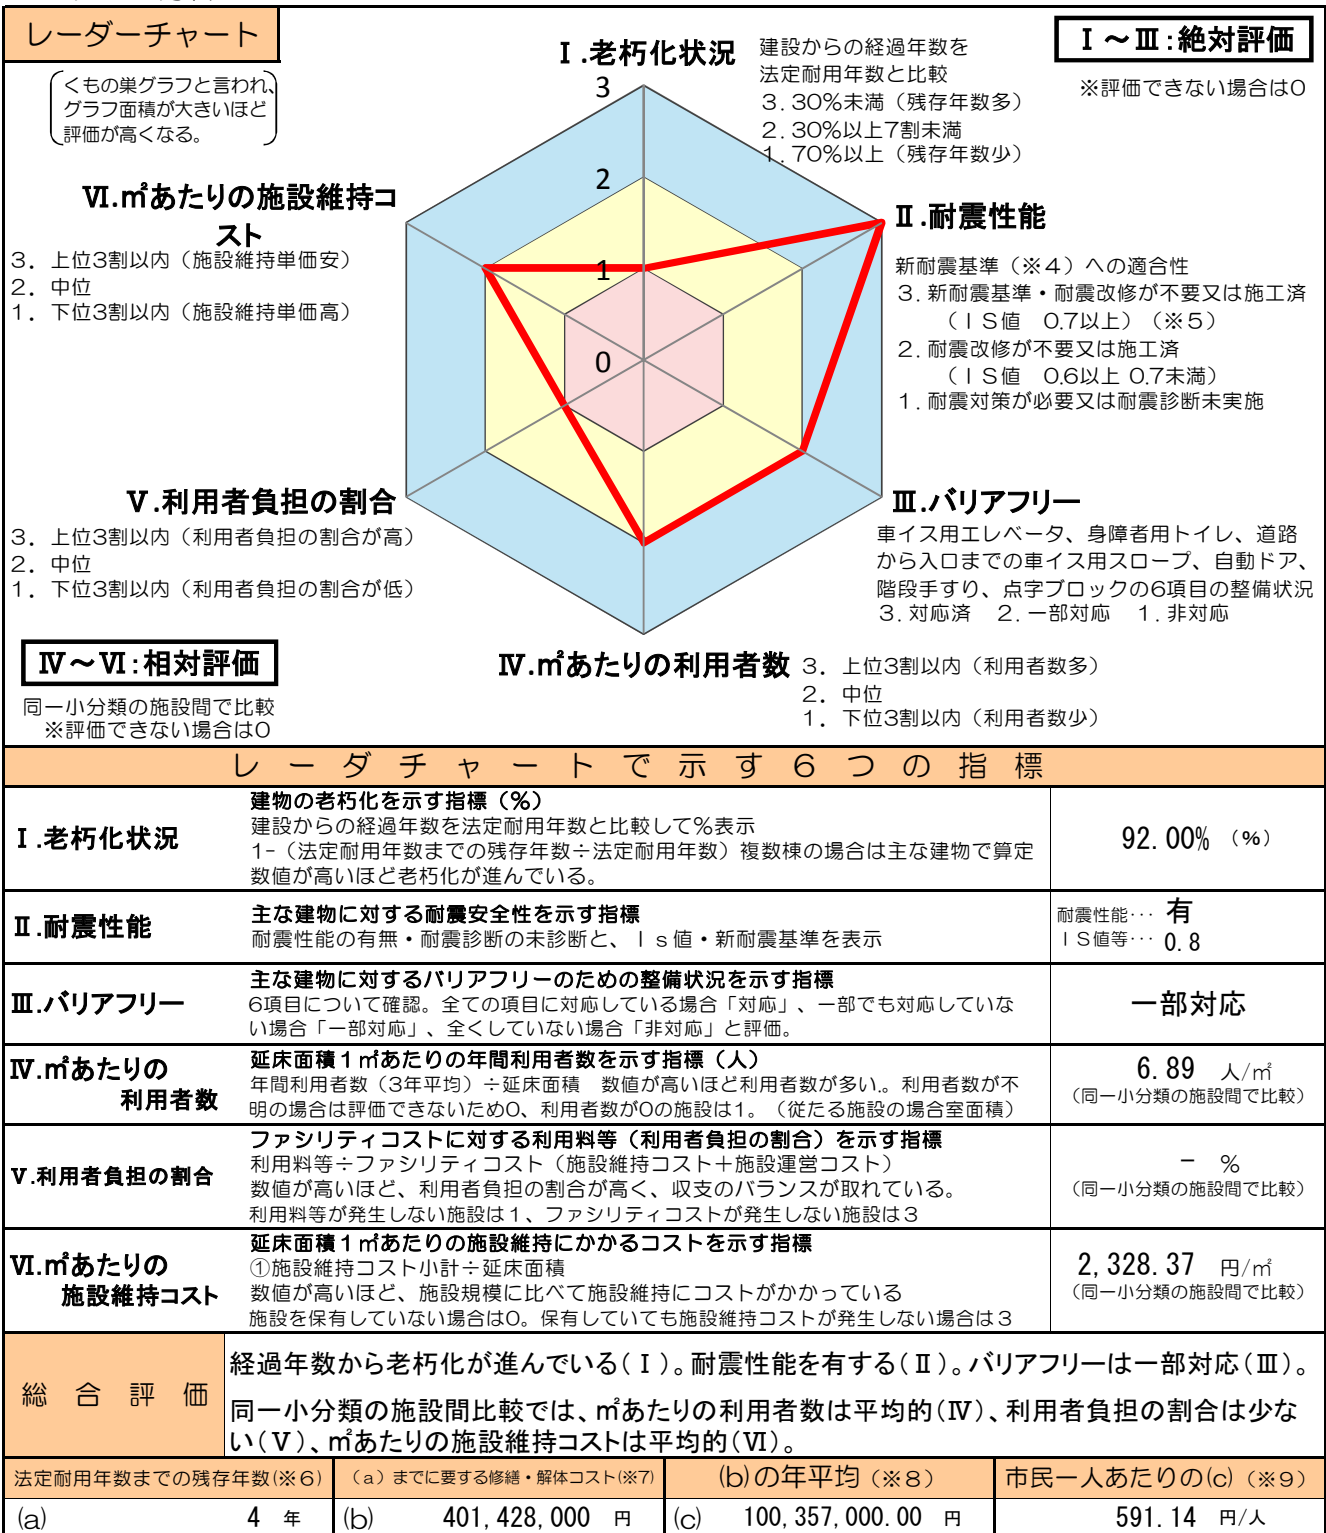 レーダーチャート
くもの巣グラフと言われ、
グラフ面積が大きいほど
評価が高くなる。
Ⅰ.老朽化状況
建設からの経過年数を
法定耐用年数と比較
3.30%未満（残存年数多）
2.30%以上7割未満
1.70%以上（残存年数少）
Ⅰ～Ⅲ:絶対評価
※評価できない場合は0
3
2
1
0
Ⅵ.㎡あたりの施設維持コ
スト
3. 上位3割以内（施設維持単価安）
2. 中位
1. 下位3割以内（施設維持単価高）
Ⅱ.耐震性能
新耐震基準（※4）への適合性
3.新耐震基準・耐震改修が不要又は施工済
（IS値 0.7以上）（※5）
2.耐震改修が不要又は施工済
（IS値 0.6以上 0.7未満）
1.耐震対策が必要又は耐震診断未実施
Ⅴ.利用者負担の割合
3. 上位3割以内（利用者負担の割合が高）
2. 中位
1. 下位3割以内（利用者負担の割合が低）
Ⅲ.バリアフリー
車イス用エレベータ、身障者用トイレ、道路
から入口までの車イス用スロープ、自動ドア、
階段手すり、点字ブロックの6項目の整備状況
3.対応済 2.一部対応 1.非対応
Ⅳ～Ⅵ:相対評価
同一小分類の施設間で比較
※評価できない場合は0
Ⅳ.㎡あたりの利用者数
3. 上位3割以内（利用者数多）
2. 中位
1. 下位3割以内（利用者数少）
レーダチャートで示す6つの指標
Ⅰ.老朽化状況
建物の老朽化を示す指標（%）
建設からの経過年数を法定耐用年数と比較して%表示
1-（法定耐用年数までの残存年数÷法定耐用年数）複数棟の場合は主な建物で算定
数値が高いほど老朽化が進んでいる。
92.00% （%）
Ⅱ.耐震性能
主な建物に対する耐震安全性を示す指標
耐震性能の有無・耐震診断の未診断と、Ｉｓ値・新耐震基準を表示
耐震性能… 有
IS値等… 0.8
Ⅲ.バリアフリー
主な建物に対するバリアフリーのための整備状況を示す指標
6項目について確認。全ての項目に対応している場合「対応」、一部でも対応していな
い場合「一部対応」、全くしていない場合「非対応」と評価。
一部対応
Ⅳ.㎡あたりの
利用者数
延床面積１㎡あたりの年間利用者数を示す指標（人）
年間利用者数（3年平均）÷延床面積 数値が高いほど利用者数が多い。利用者数が不
明の場合は評価できないため0、利用者数が0の施設は1。（従たる施設の場合室面積）
6.89 人/㎡
（同一小分類の施設間で比較）
Ⅴ.利用者負担の割合
ファシリティコストに対する利用料等（利用者負担の割合）を示す指標
利用料等÷ファシリティコスト（施設維持コスト＋施設運営コスト）
数値が高いほど、利用者負担の割合が高く、収支のバランスが取れている。
利用料等が発生しない施設は１、ファシリティコストが発生しない施設は３
－ %
（同一小分類の施設間で比較）
Ⅵ.㎡あたりの
施設維持コスト
延床面積１㎡あたりの施設維持にかかるコストを示す指標
①施設維持コスト小計÷延床面積
数値が高いほど、施設規模に比べて施設維持にコストがかかっている
施設を保有していない場合は0。保有していても施設維持コストが発生しない場合は３
2,328.37 円/㎡
（同一小分類の施設間で比較）
総合評価
経過年数から老朽化が進んでいる(Ⅰ)。耐震性能を有する(Ⅱ)。バリアフリーは一部対応(Ⅲ)。
同一小分類の施設間比較では、㎡あたりの利用者数は平均的(Ⅳ)、利用者負担の割合は少な
い(Ⅴ)、㎡あたりの施設維持コストは平均的(Ⅵ)。
法定耐用年数までの残存年数(※6)
（a）までに要する修繕・解体コスト(※7)
(b)の年平均（※8）
市民一人あたりの(c)（※9）
(a) 4 年
(b) 401,428,000 円
(c) 100,357,000.00 円
591.14 円/人